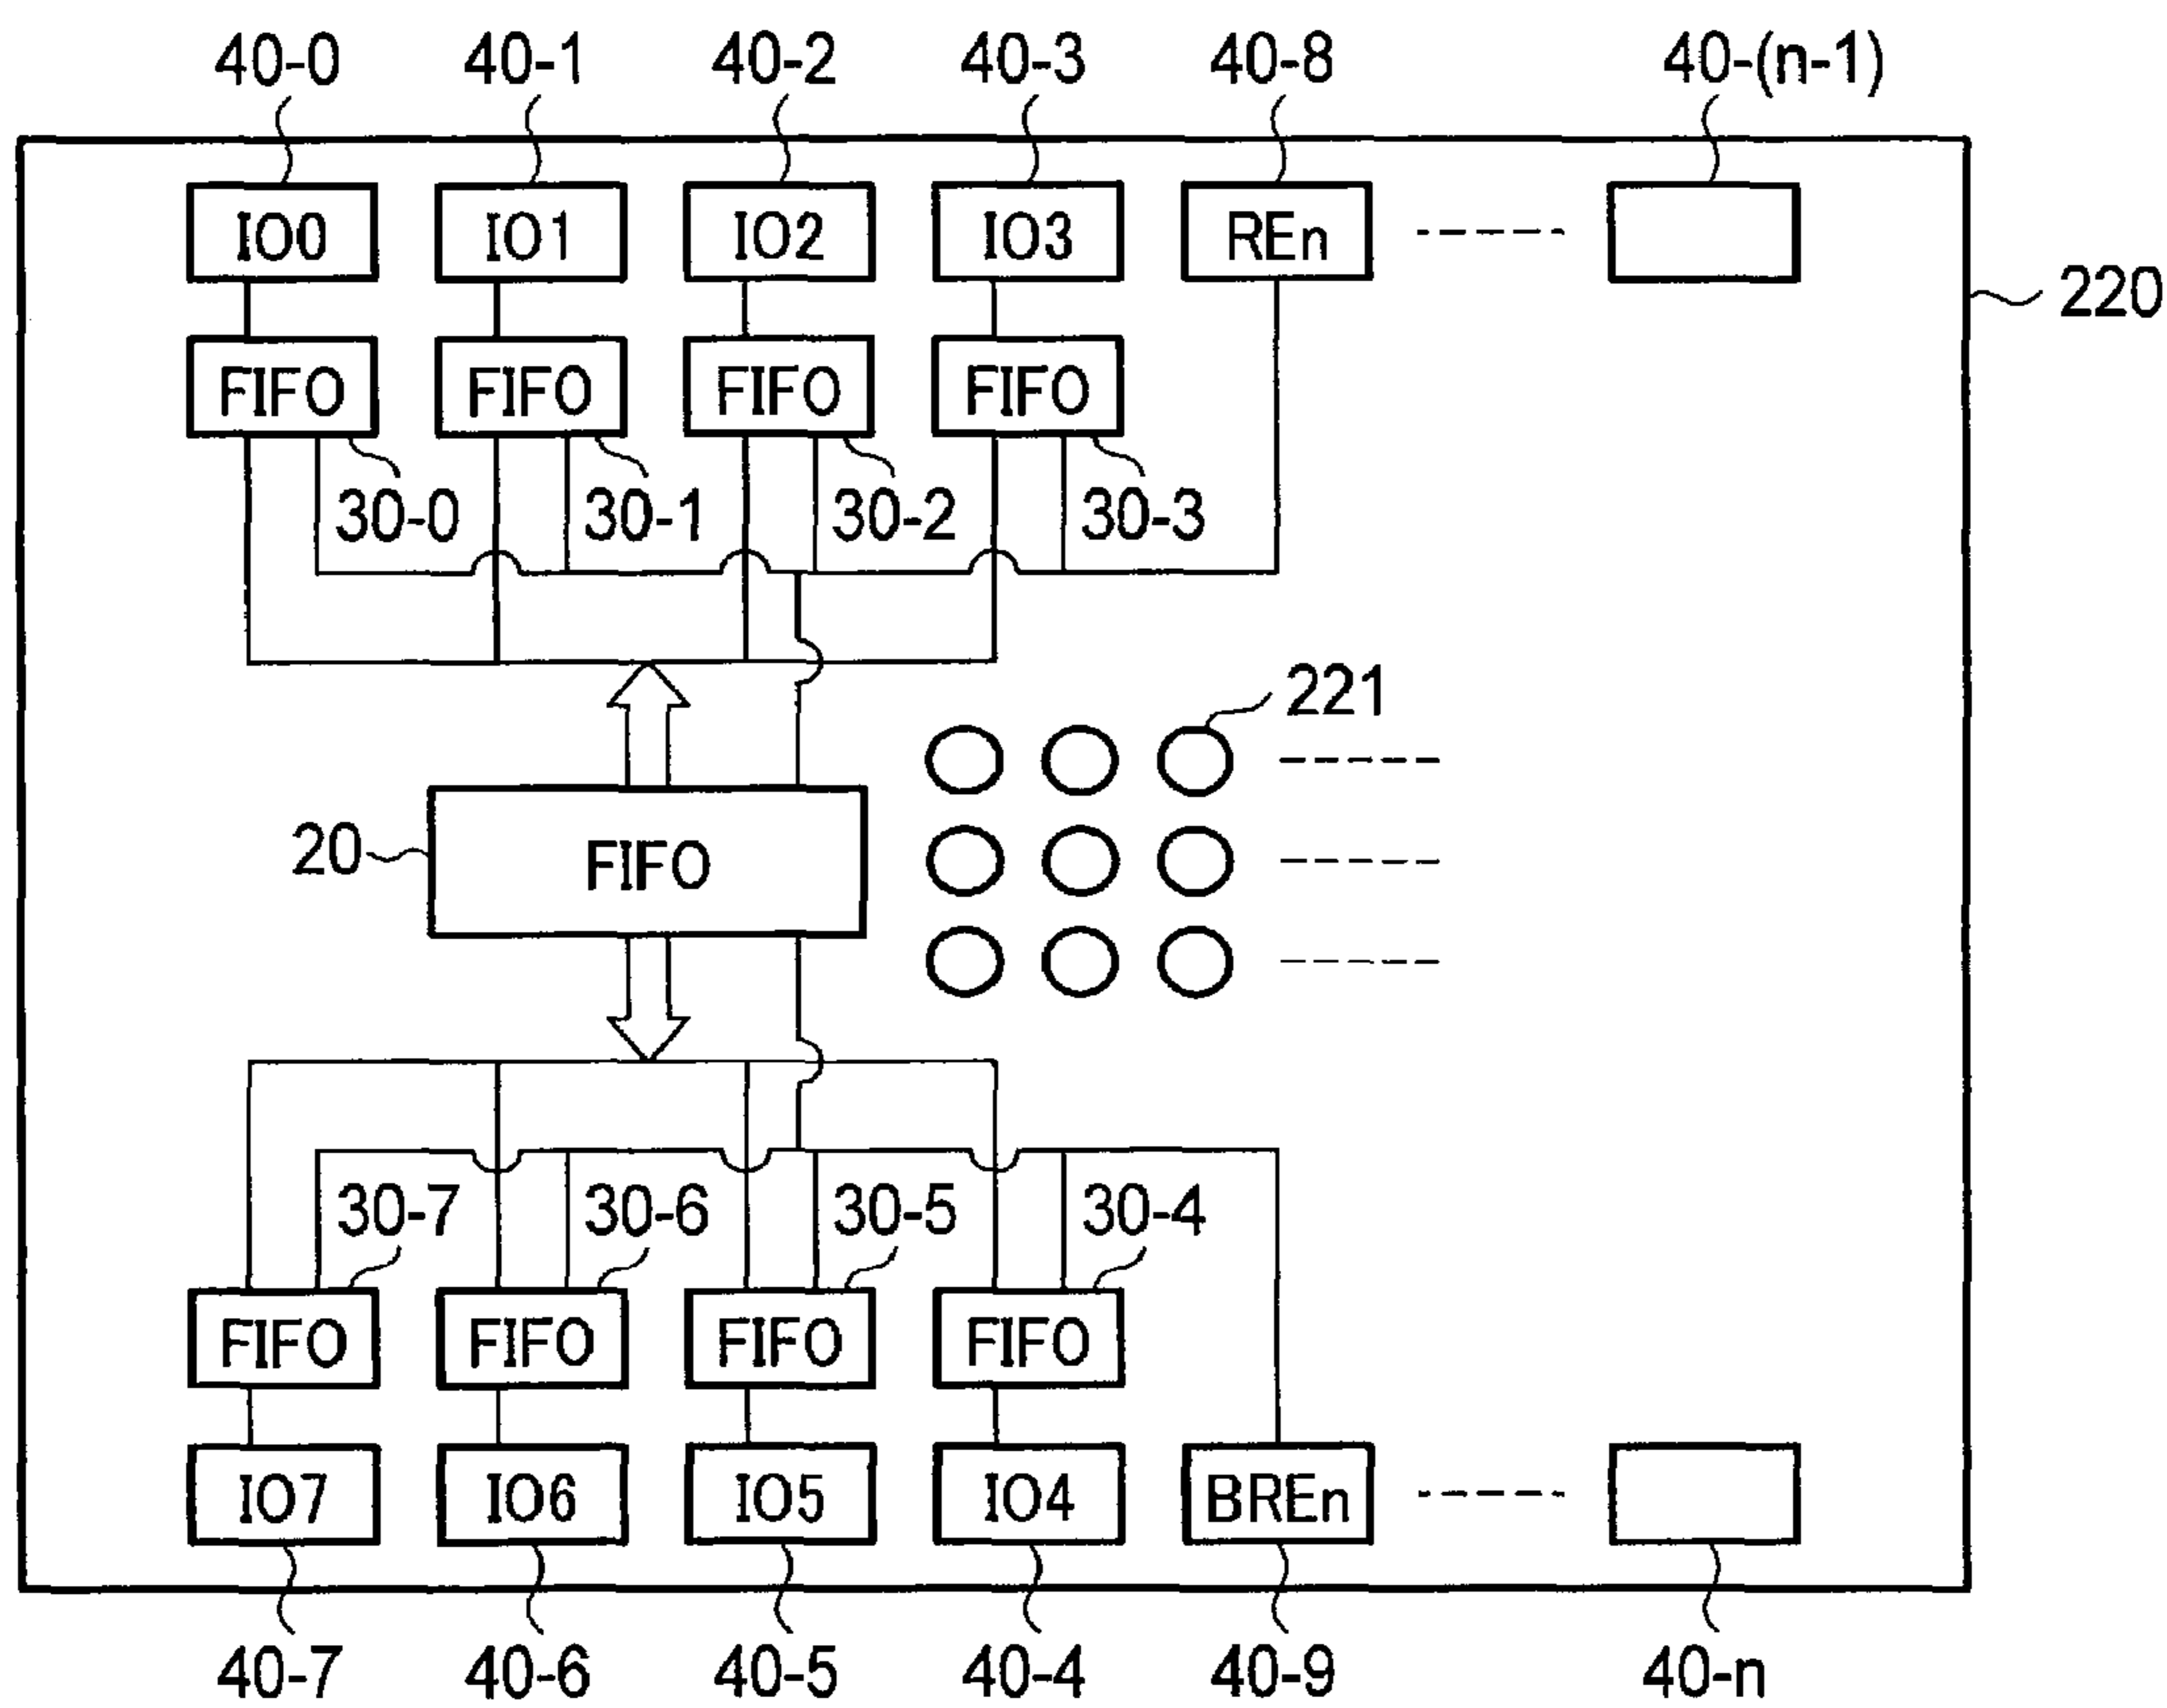 40-0 40-1 40-2 40-3 40-8 40-(n-1)
IO0 IO1 IO2 IO3 REn
220
FIFO FIFO FIFO FIFO
30-0 30-1 30-2 30-3
221
20 FIFO
30-7 30-6 30-5 30-4
FIFO FIFO FIFO FIFO
IO7 IO6 IO5 IO4 BREn
40-7 40-6 40-5 40-4 40-9 40-n